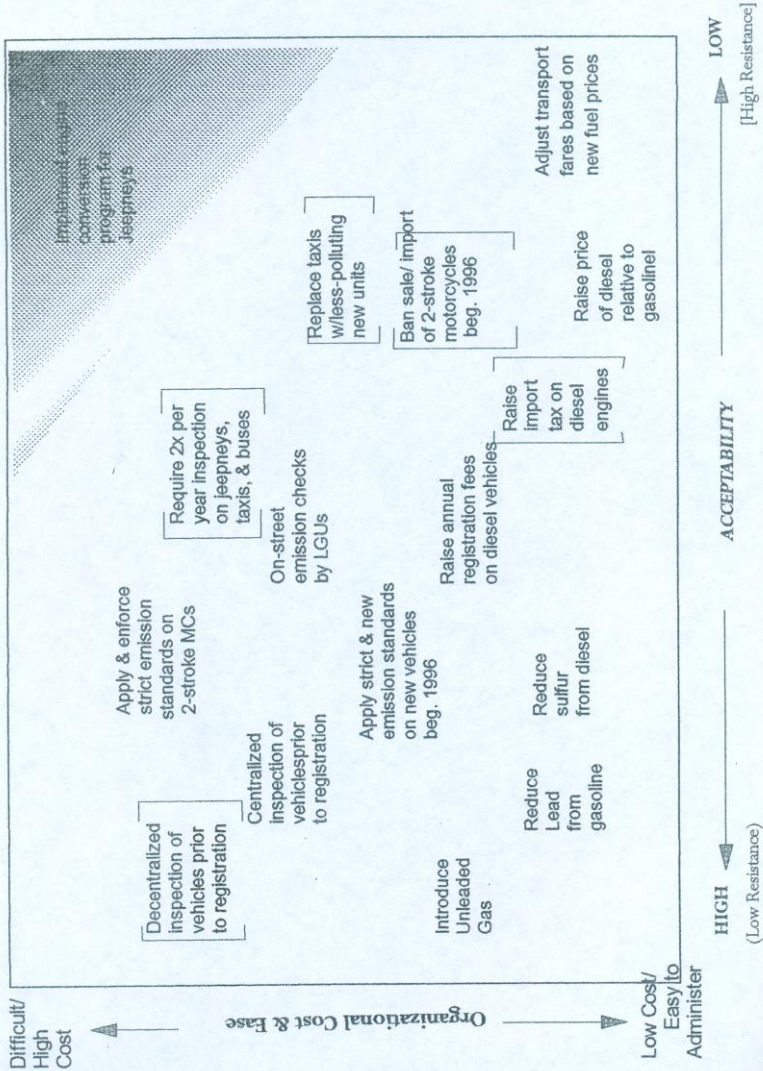 Difficult/
High
Cost
Organizational Cost & Ease
Low Cost/
Easy to
Administer
Implement engine
conversion
program for
jeepneys
Apply & enforce
strict emission
standards on
2-stroke MCs
Decentralized
inspection of
vehicles prior
to registration
Require 2x per
year inspection
on jeepneys,
taxis, & buses
Centralized
inspection of
vehiclesprior
to registration
On-street
emission checks
by LGUs
Replace taxis
w/less-polluting
new units
Apply strict & new
emission standards
on new vehicles
beg. 1996
Ban sale/ import
of 2-stroke
motorcycles
beg. 1996
Introduce
Unleaded
Gas
Raise annual
registration fees
on diesel vehicles
Raise
import
tax on
diesel
engines
Reduce
Lead
from
gasoline
Reduce
sulfur
from diesel
Raise price
of diesel
relative to
gasolinel
Adjust transport
fares based on
new fuel prices
HIGH
(Low Resistance)
ACCEPTABILITY
LOW
[High Resistance]